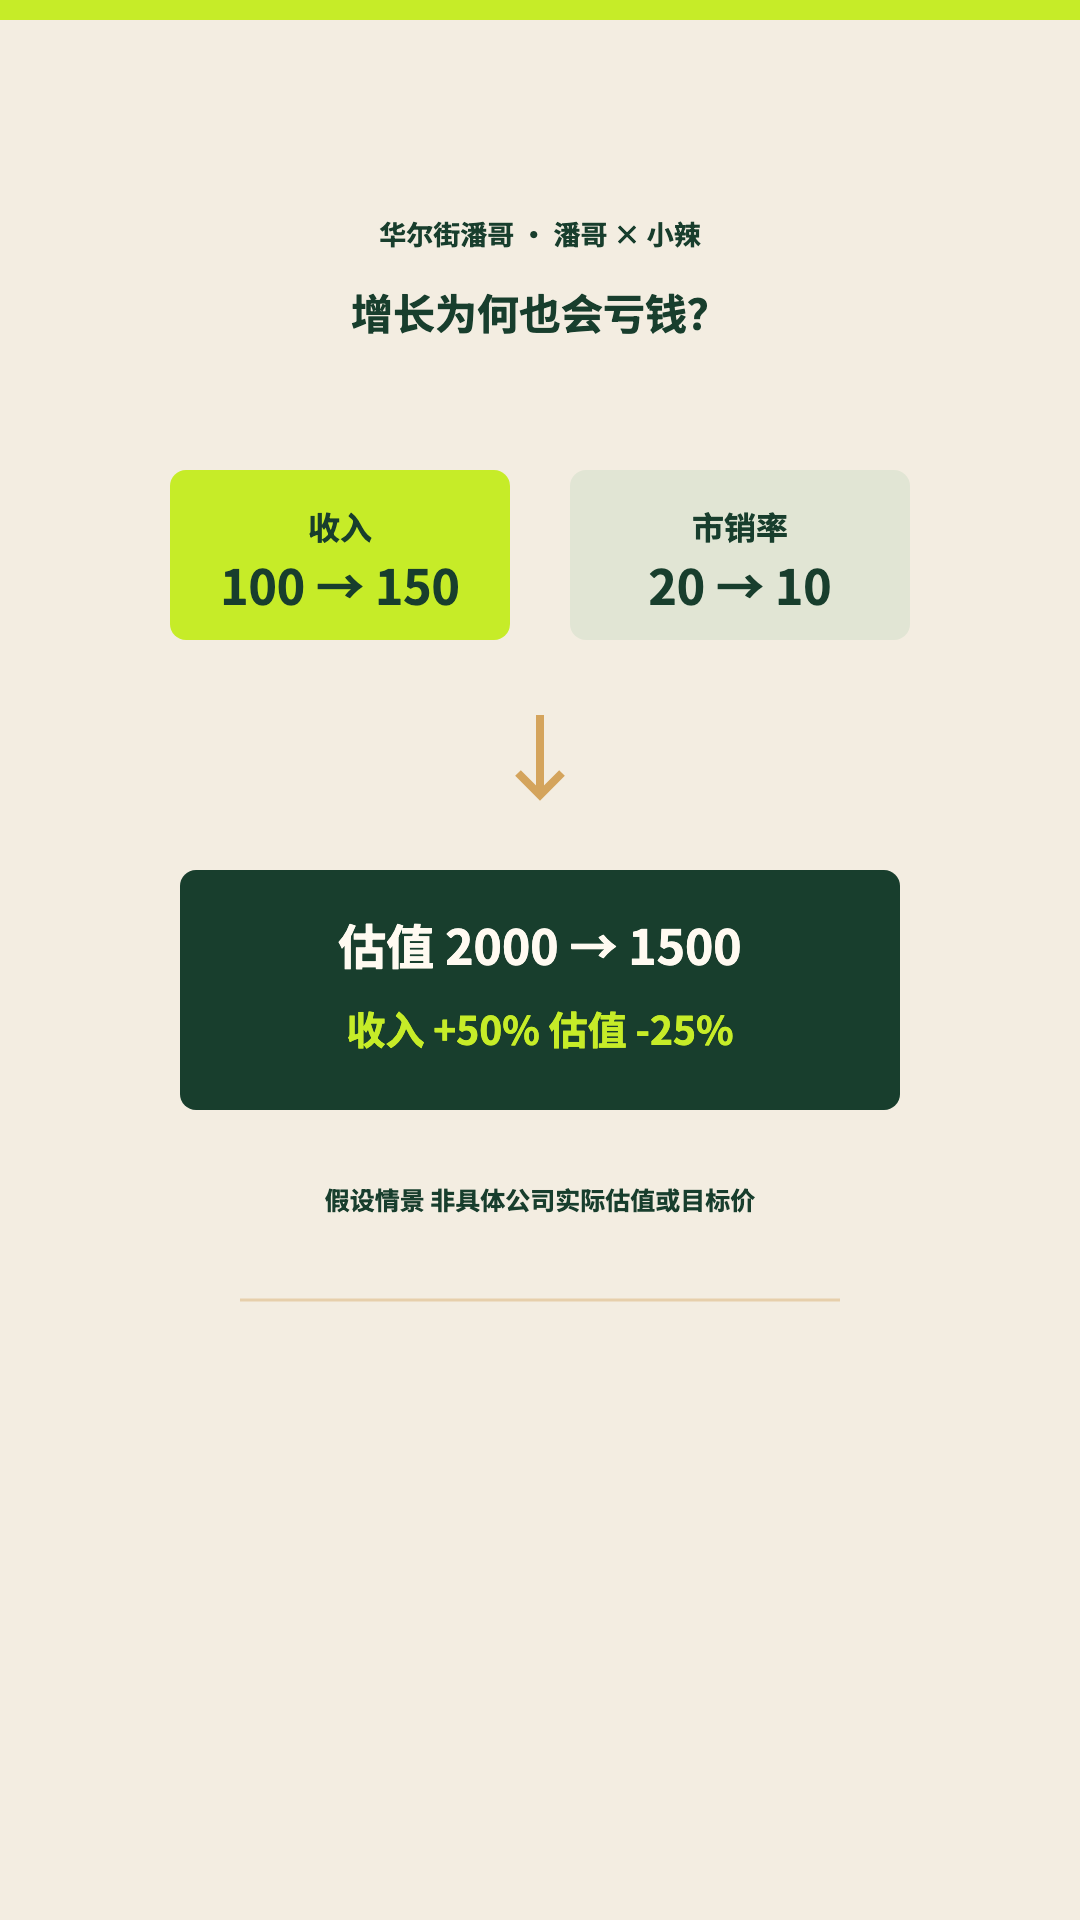 华尔街潘哥 · 潘哥 × 小辣
增长为何也会亏钱?
收入
100 → 150
市销率
20 → 10
估值 2000 → 1500
收入 +50% 估值 -25%
假设情景 非具体公司实际估值或目标价